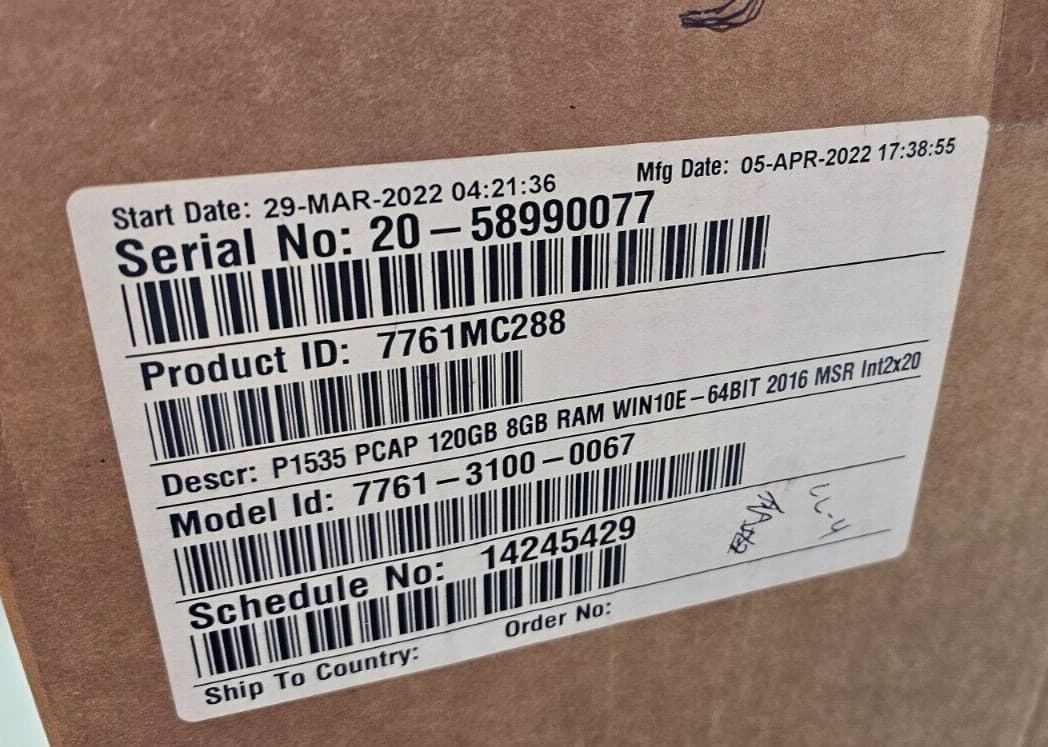 Start Date: 29-MAR-2022 04:21:36 Mfg Date: 05-APR-2022 17:38:55
Serial No: 20-58990077
Product ID: 7761MC288
Descr: P1535 PCAP 120GB 8GB RAM WIN10E-64BIT 2016 MSR Int2x20
Model Id: 7761-3100-0067
Schedule No: 14245429
Ship To Country: Order No: